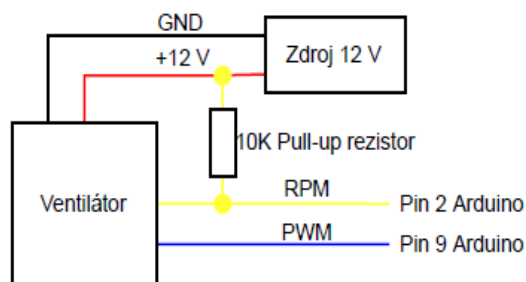 GND
+12 V
Zdroj 12 V
10K Pull-up rezistor
Ventilátor
RPM
Pin 2 Arduino
PWM
Pin 9 Arduino